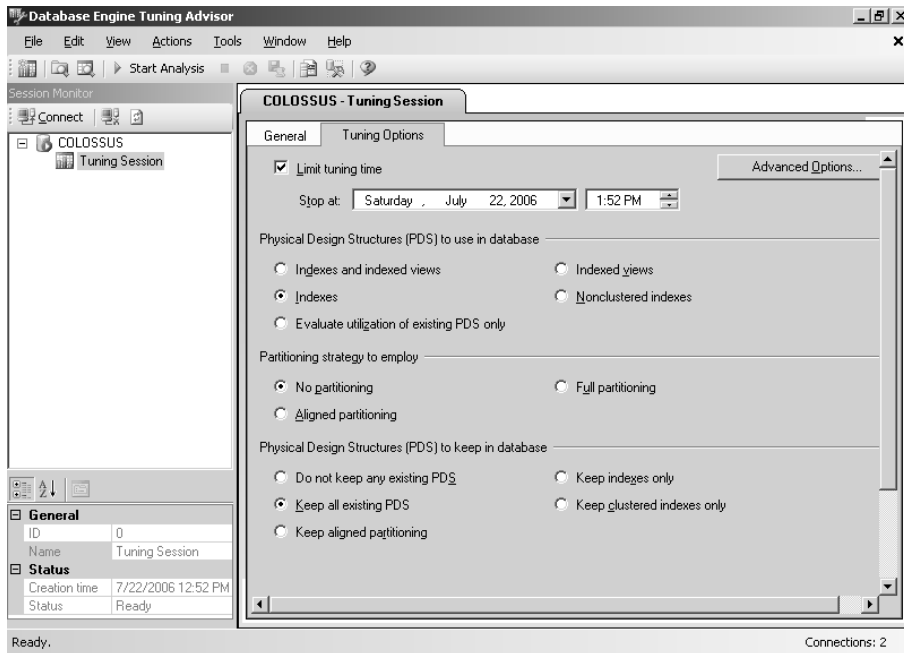 Database Engine Tuning Advisor
File Edit View Actions Tools Window Help
Start Analysis
Session Monitor
Connect
COLOSSUS
Tuning Session
General
ID 0
Name Tuning Session
Status
Creation time 7/22/2006 12:52 PM
Status Ready
COLOSSUS - Tuning Session
General Tuning Options
Limit tuning time
Advanced Options...
Stop at: Saturday , July 22, 2006 1:52 PM
Physical Design Structures (PDS) to use in database
Indexes and indexed views Indexed views
Indexes Nonclustered indexes
Evaluate utilization of existing PDS only
Partitioning strategy to employ
No partitioning Full partitioning
Aligned partitioning
Physical Design Structures (PDS) to keep in database
Do not keep any existing PDS Keep indexes only
Keep all existing PDS Keep clustered indexes only
Keep aligned partitioning
Ready. Connections: 2